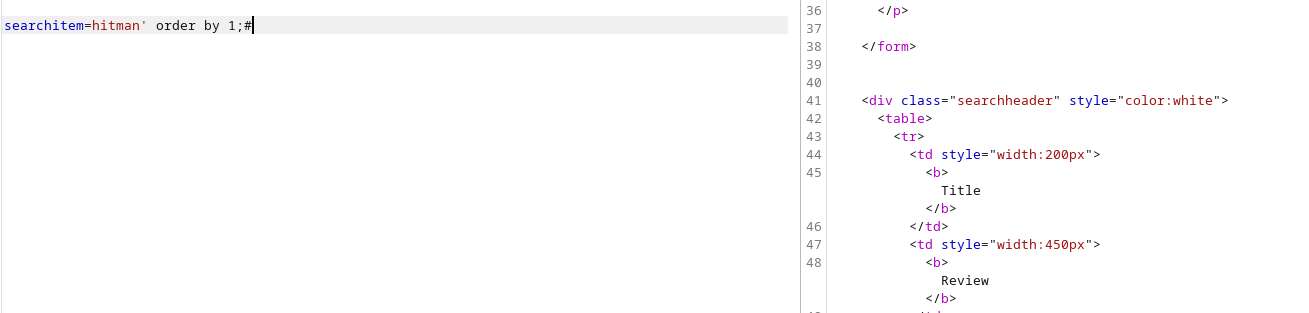 searchitem=hitman' order by 1;#
36 </p>
37
38 </form>
39
40
41 <div class="searchheader" style="color:white">
42 <table>
43 <tr>
44 <td style="width:200px">
45 <b>
Title
</b>
46 </td>
47 <td style="width:450px">
48 <b>
Review
</b>